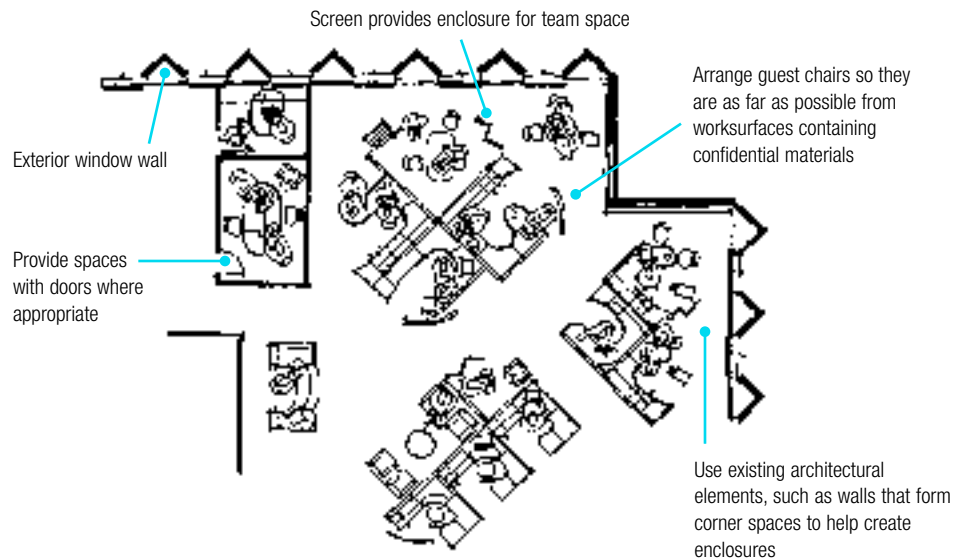 Screen provides enclosure for team space
Arrange guest chairs so they
are as far as possible from
worksurfaces containing
confidential materials
Exterior window wall
Provide spaces
with doors where
appropriate
Use existing architectural
elements, such as walls that form
corner spaces to help create
enclosures